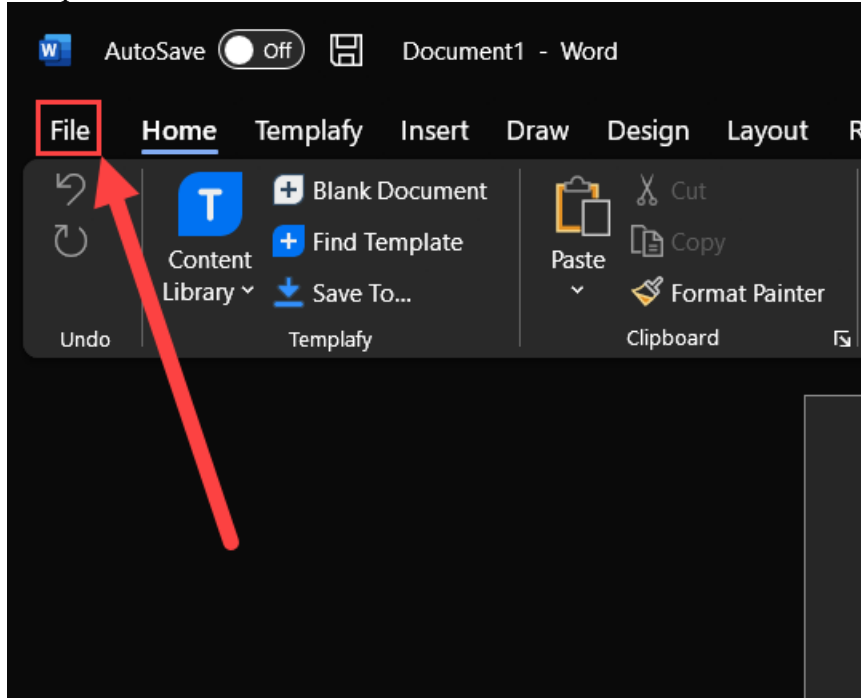 W AutoSave Off Document1 - Word
File Home Templafy Insert Draw Design Layout R
T Blank Document Cut
Find Template Copy
Content Library Save To... Paste Format Painter
Undo Templafy Clipboard